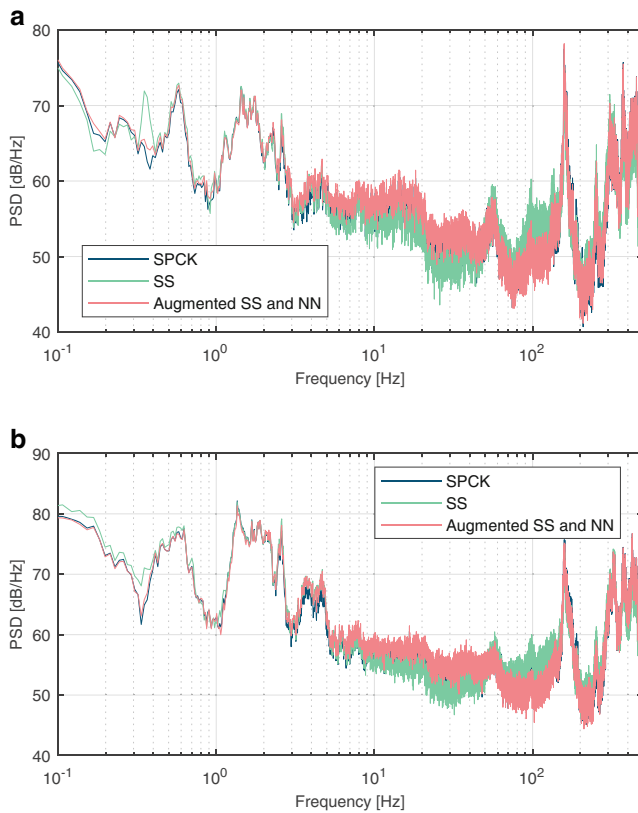 a
80
70
60
50
40
PSD [dB/Hz]
SPCK
SS
Augmented SS and NN
10^-1
10^0
10^1
10^2
Frequency [Hz]
b
90
80
70
60
50
40
PSD [dB/Hz]
SPCK
SS
Augmented SS and NN
10^-1
10^0
10^1
10^2
Frequency [Hz]